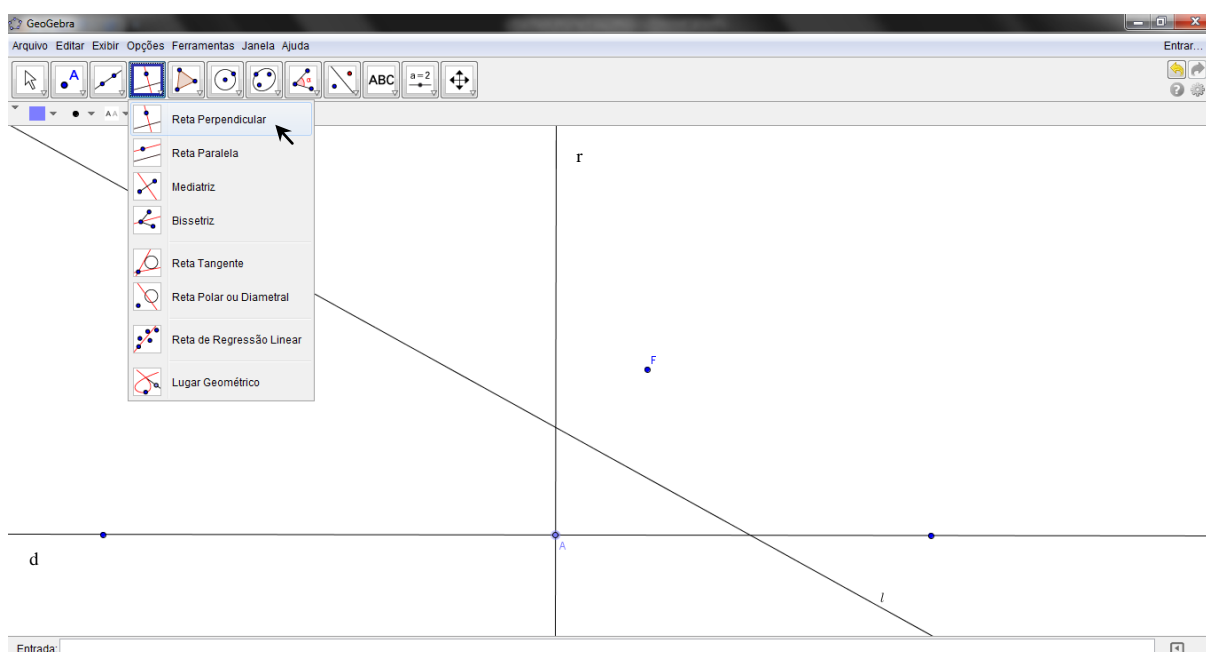 GeoGebra
Arquivo Editar Exibir Opções Ferramentas Janela Ajuda
Entrar...
A
α
ABC
a=2
AA
Reta Perpendicular
Reta Paralela
Mediatriz
Bissetriz
Reta Tangente
Reta Polar ou Diametral
Reta de Regressão Linear
Lugar Geométrico
r
F
A
d
l
Entrada: